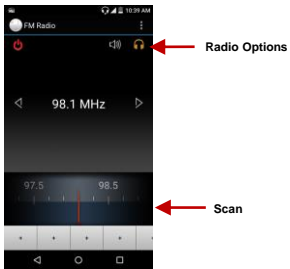 10:39 AM
FM Radio
Radio Options
98.1 MHz
97.5 98.5
Scan
+ + + + +